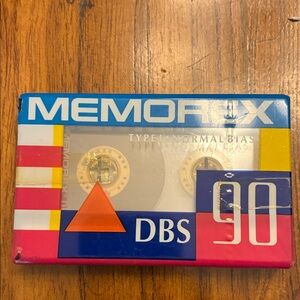 MEMOREX
TYPE I NORMAL BIAS
DBS
90